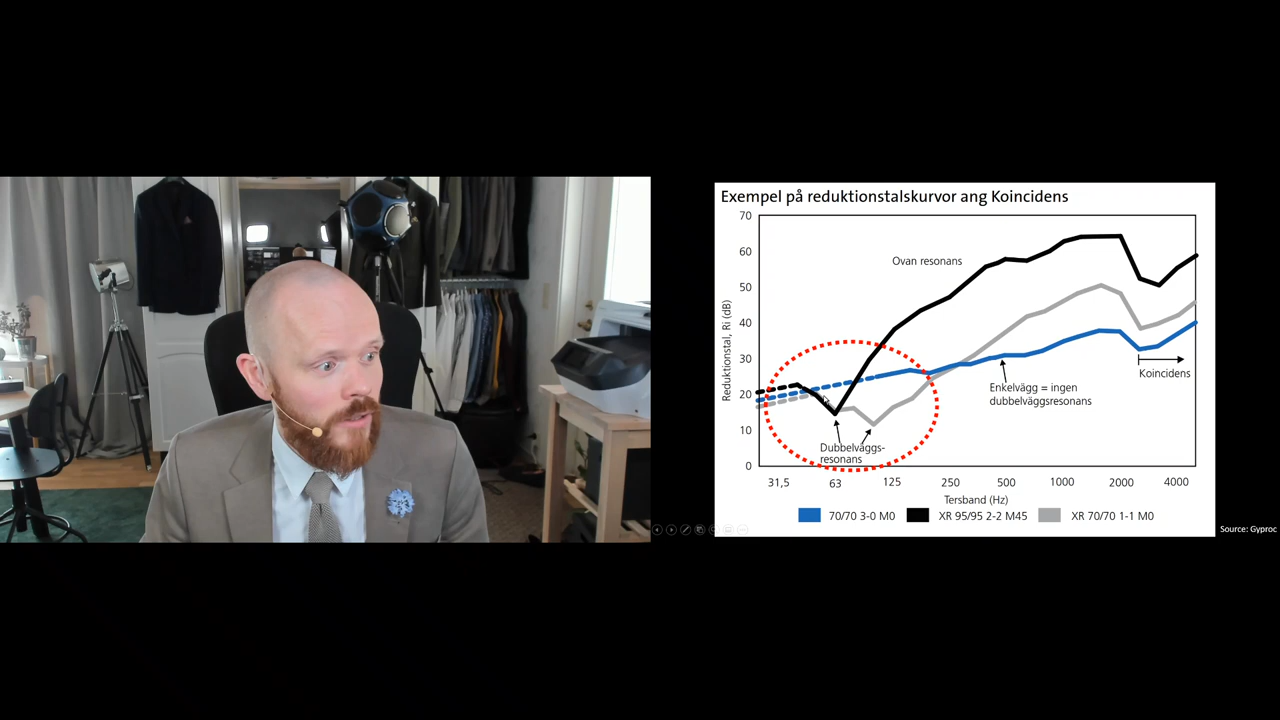 Exempel på reduktionstalskurvor ang Koincidens
70
60
50
40
30
20
10
0
Reduktionstal, Ri (dB)
Ovan resonans
Koincidens
Enkelvägg = ingen
dubbelväggsresonans
Dubbelväggs-
resonans
31,5 63 125 250 500 1000 2000 4000
Tersband (Hz)
70/70 3-0 M0 XR 95/95 2-2 M45 XR 70/70 1-1 M0
Source: Gyproc